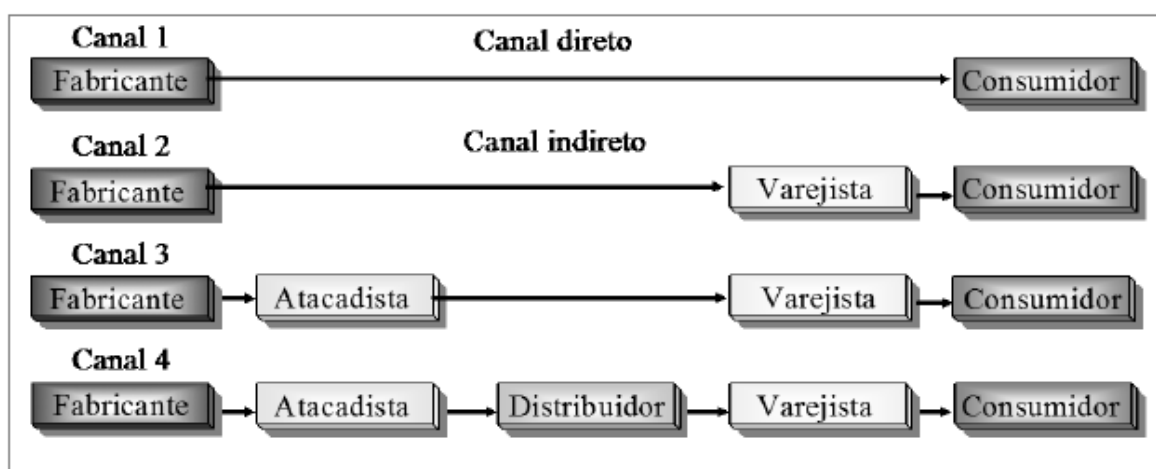 Canal 1
Canal direto
Fabricante
Consumidor
Canal 2
Canal indireto
Fabricante
Varejista
Consumidor
Canal 3
Fabricante
Atacadista
Varejista
Consumidor
Canal 4
Fabricante
Atacadista
Distribuidor
Varejista
Consumidor